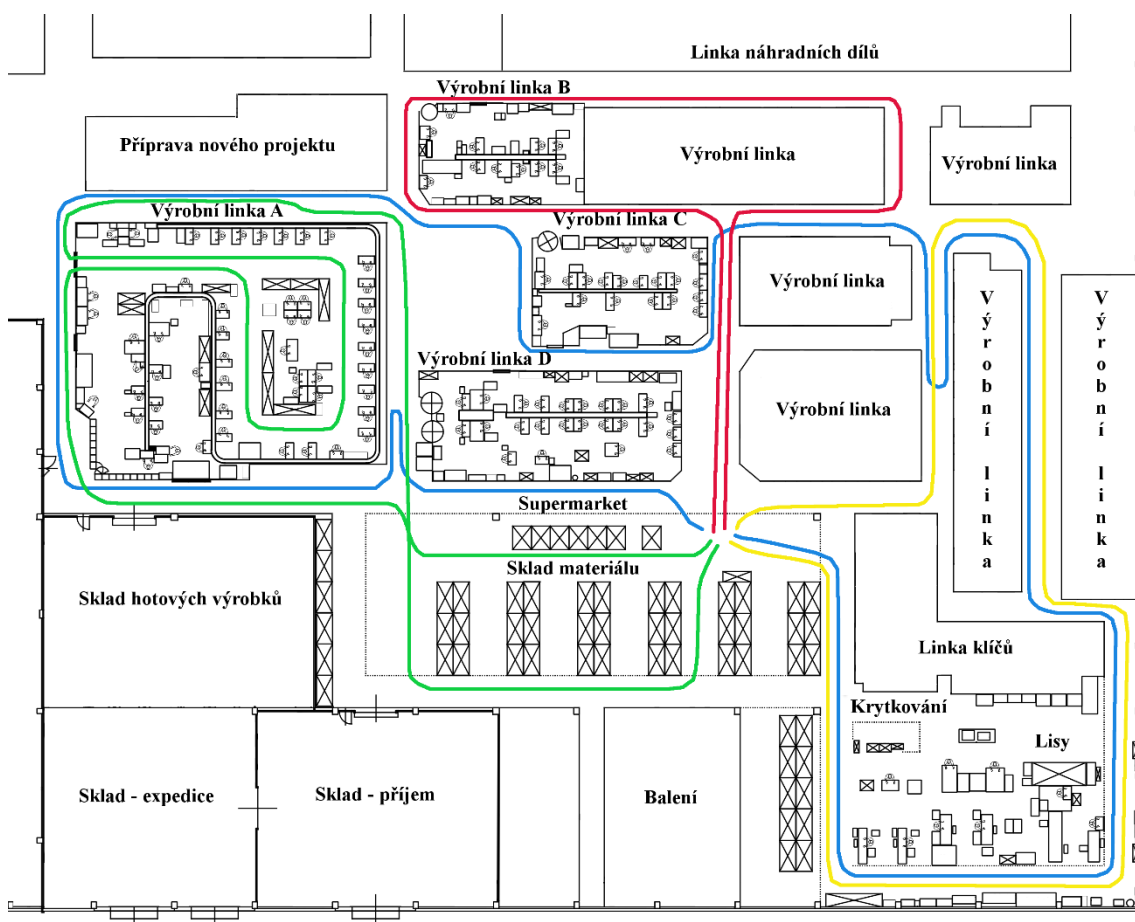 Linka náhradních dílů
Výrobní linka B
Příprava nového projektu
Výrobní linka
Výrobní linka
Výrobní linka A
Výrobní linka C
Výrobní linka
Výrobní linka
Výrobní linka
Výrobní linka D
Výrobní linka
Supermarket
Sklad materiálu
Sklad hotových výrobků
Linka klíčů
Krytkování
Lisy
Sklad - expedice
Sklad - příjem
Balení